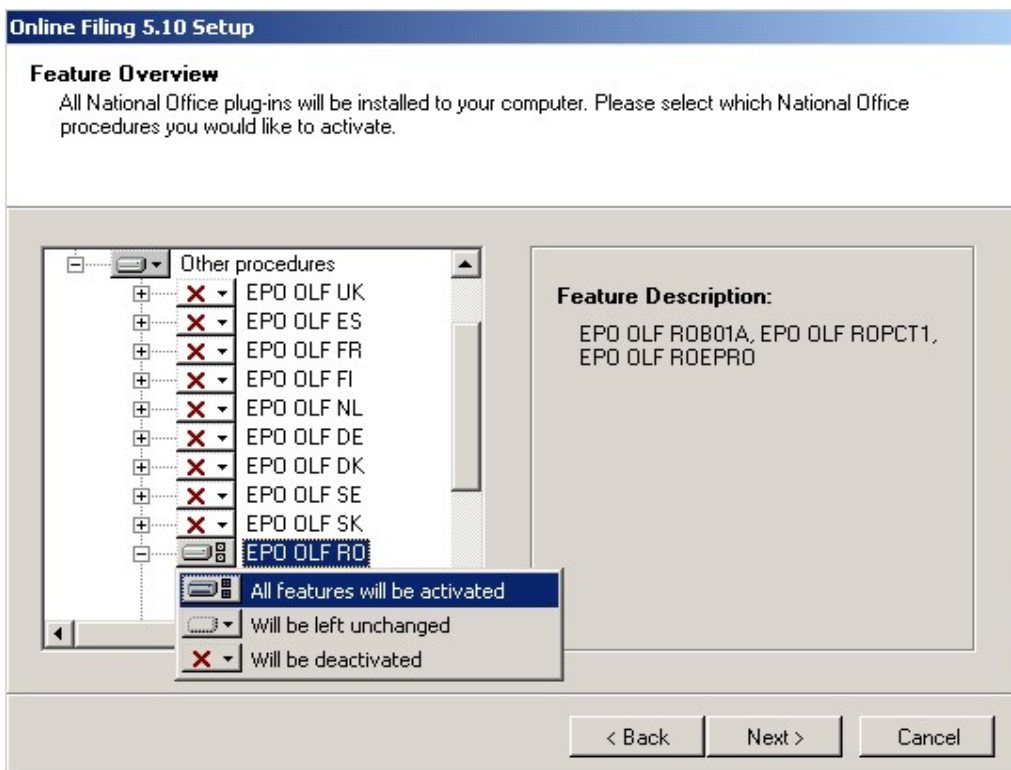 Online Filing 5.10 Setup
Feature Overview
All National Office plug-ins will be installed to your computer. Please select which National Office
procedures you would like to activate.
Other procedures
EPO OLF UK
EPO OLF ES
EPO OLF FR
EPO OLF FI
EPO OLF NL
EPO OLF DE
EPO OLF DK
EPO OLF SE
EPO OLF SK
EPO OLF RO
All features will be activated
Will be left unchanged
Will be deactivated
Feature Description:
EPO OLF ROB01A, EPO OLF ROPCT1,
EPO OLF ROEPRO
< Back
Next >
Cancel